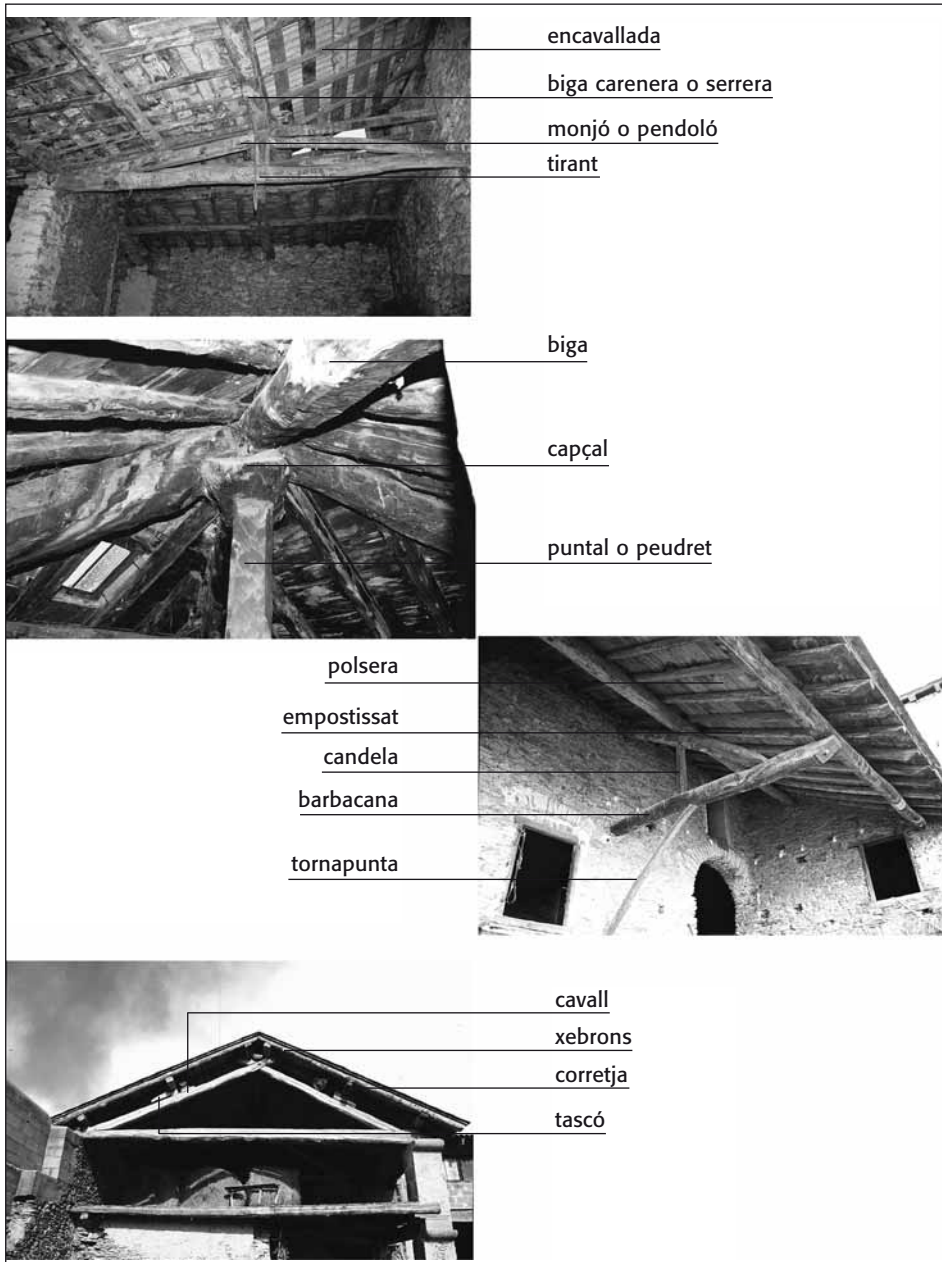 encavallada
biga carenera o serrera
monjó o pendoló
tirant
biga
capçal
puntal o peudret
polsera
empostissat
candela
barbacana
tornapunta
cavall
xebrons
corretja
tascó